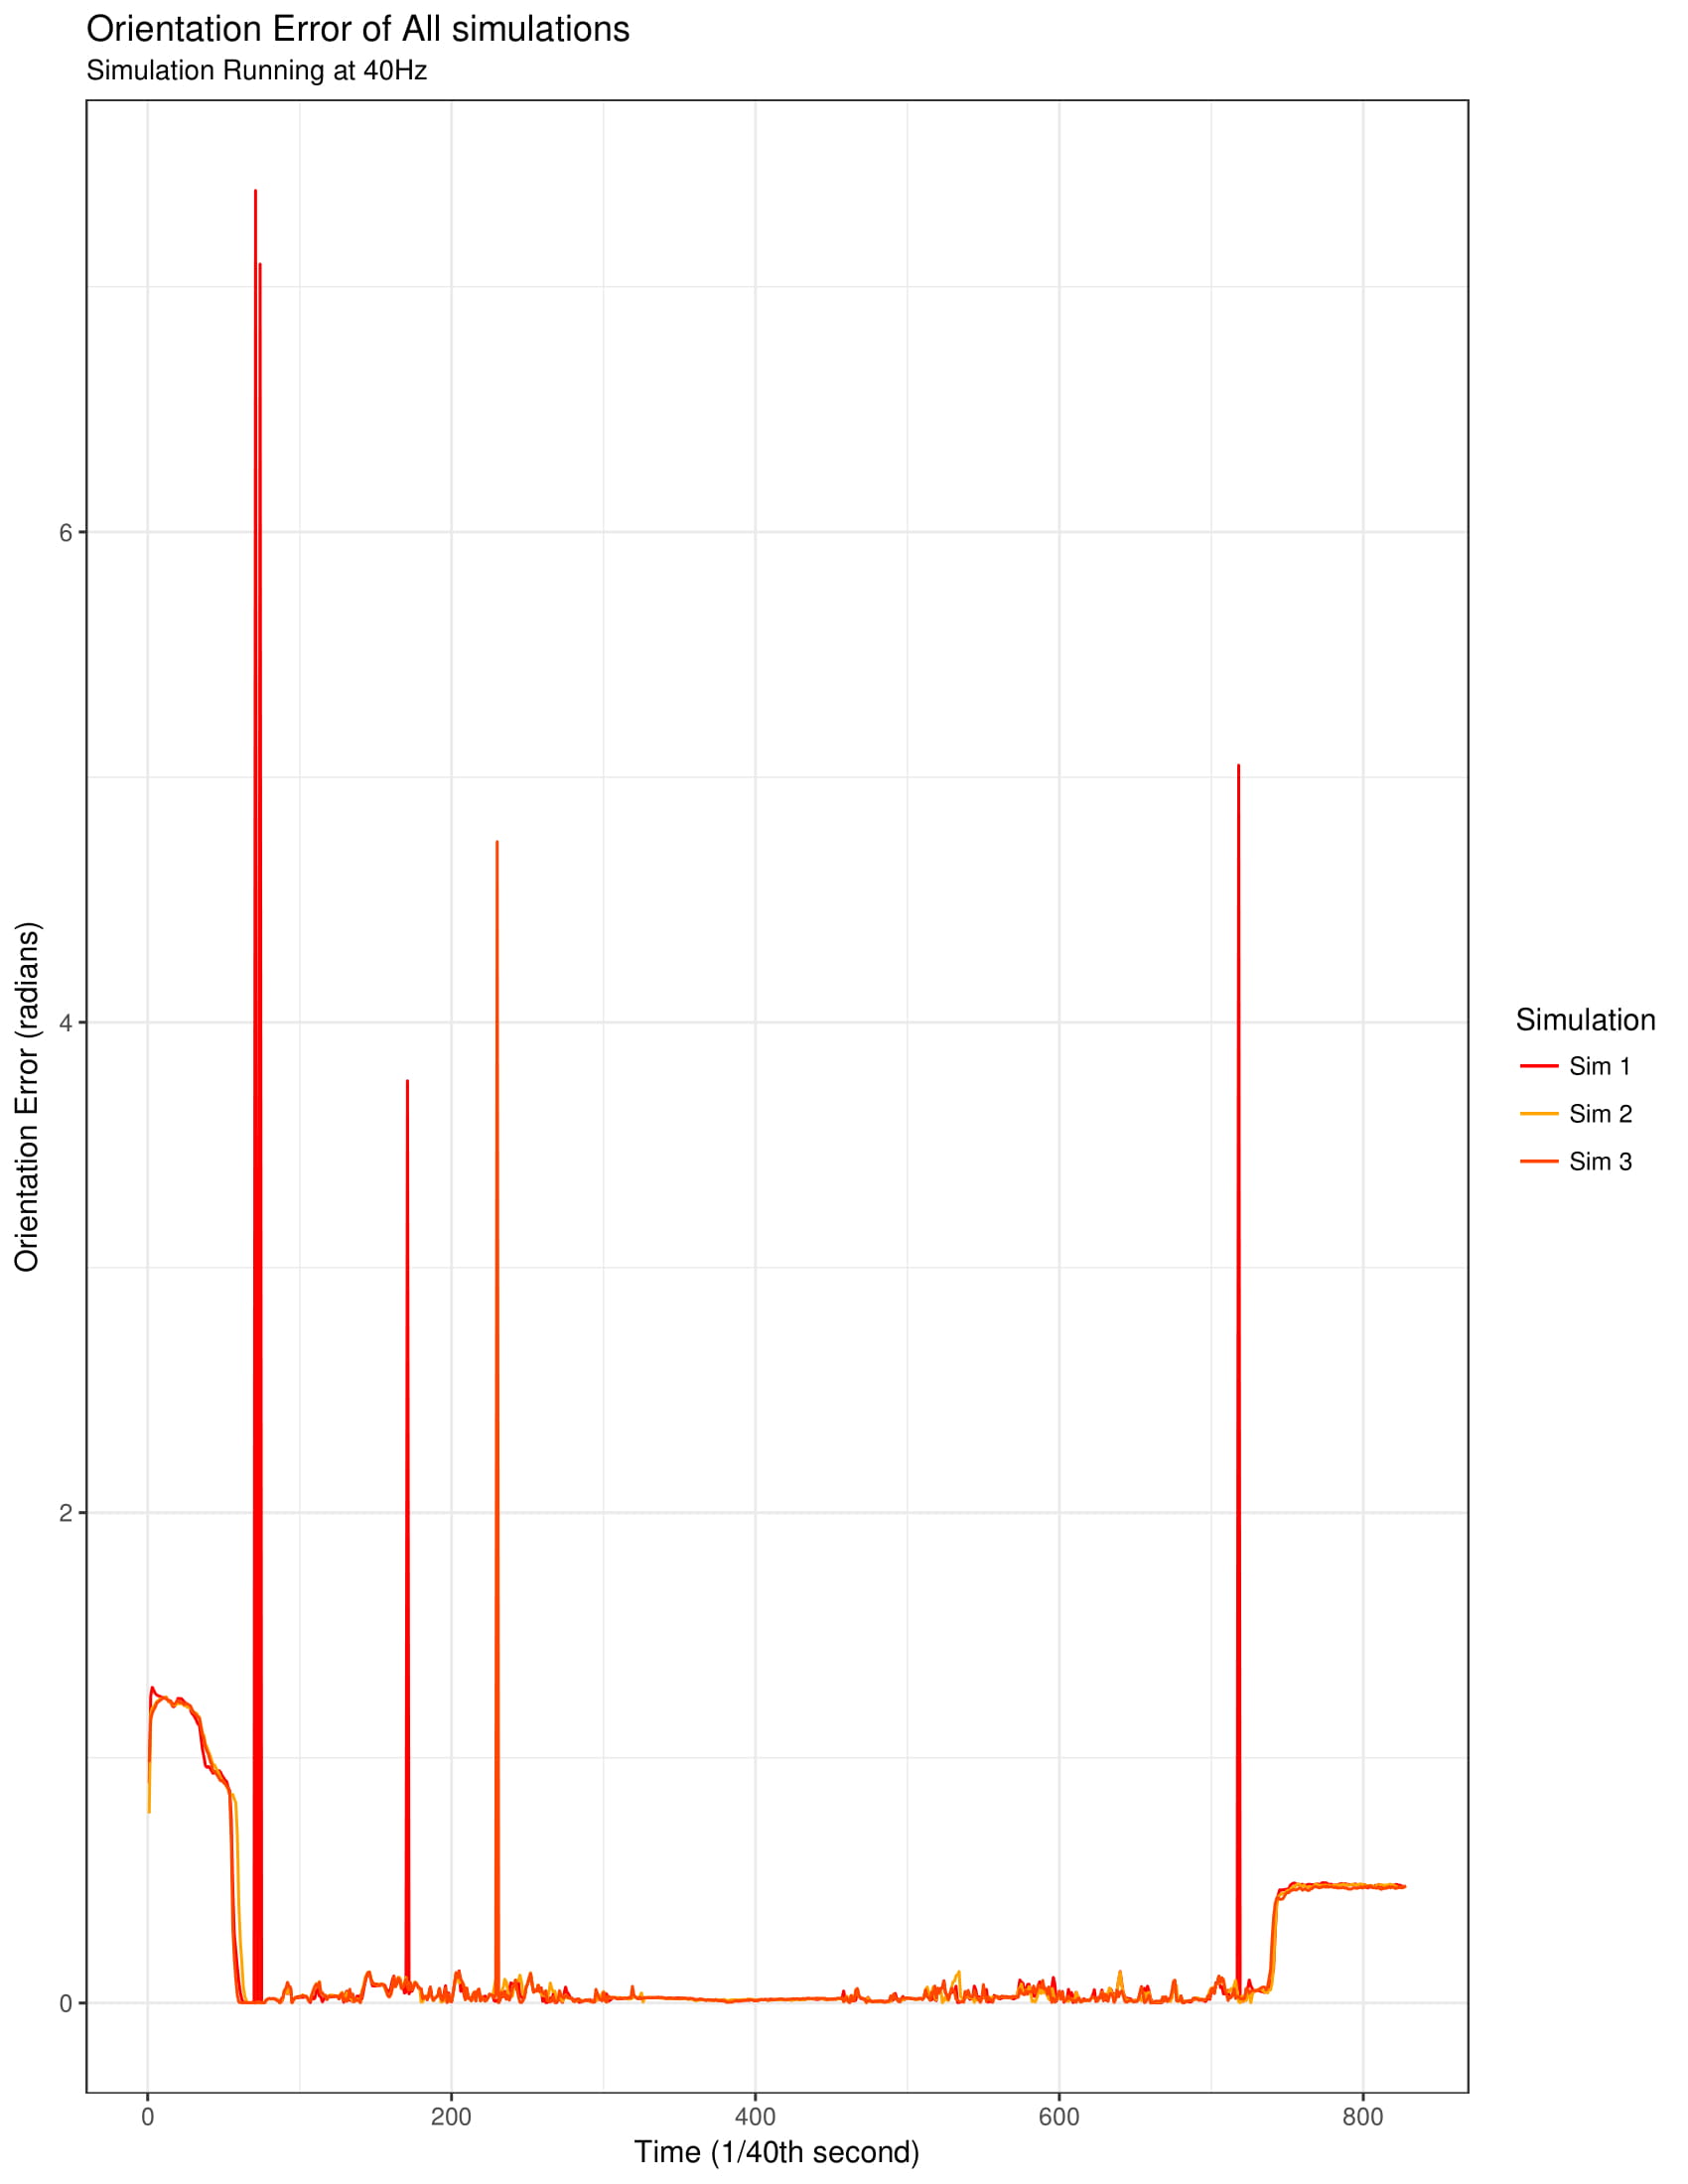 Orientation Error of All simulations
Simulation Running at 40Hz
Orientation Error (radians)
6
4
2
0
0 200 400 600 800
Time (1/40th second)
Simulation
Sim 1
Sim 2
Sim 3